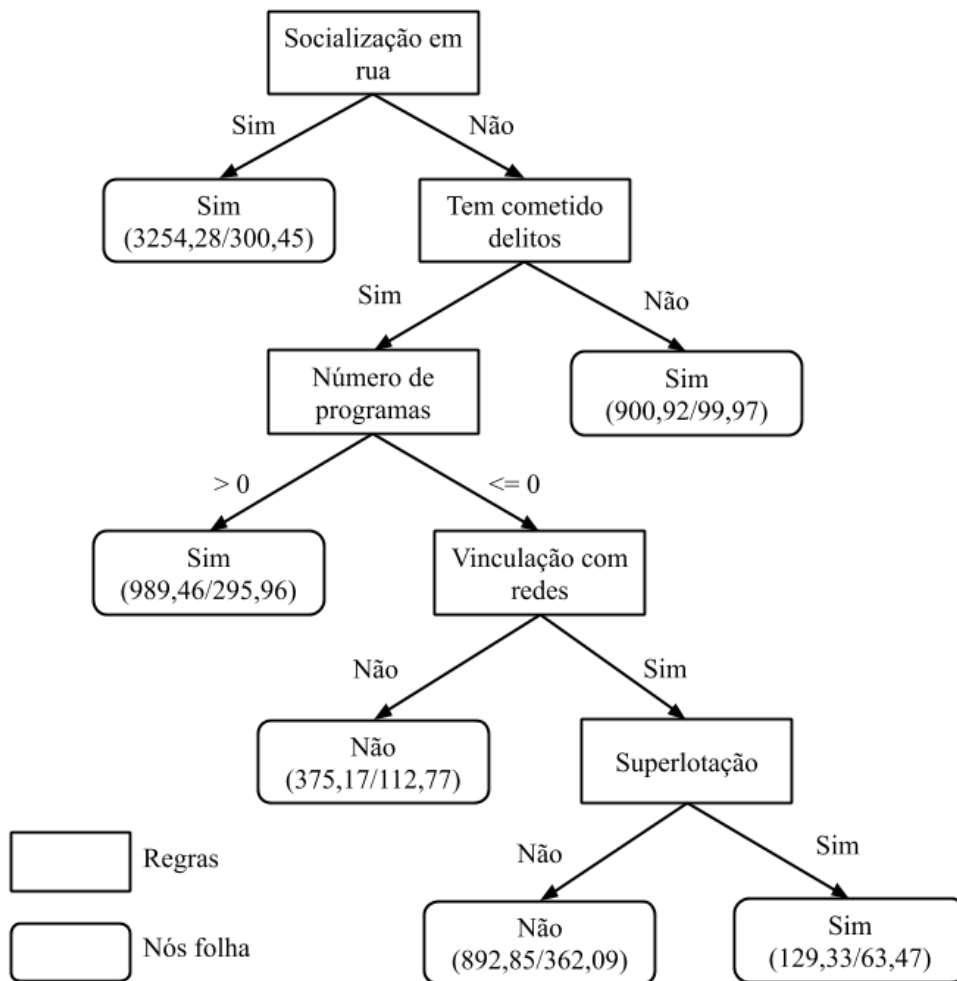 Socialização em
rua
Sim
Não
Sim
(3254,28/300,45)
Tem cometido
delitos
Sim
Não
Número de
programas
Sim
(900,92/99,97)
> 0
<= 0
Sim
(989,46/295,96)
Vinculação com
redes
Não
Sim
Não
(375,17/112,77)
Superlotação
Regras
Não
Sim
Nós folha
Não
(892,85/362,09)
Sim
(129,33/63,47)